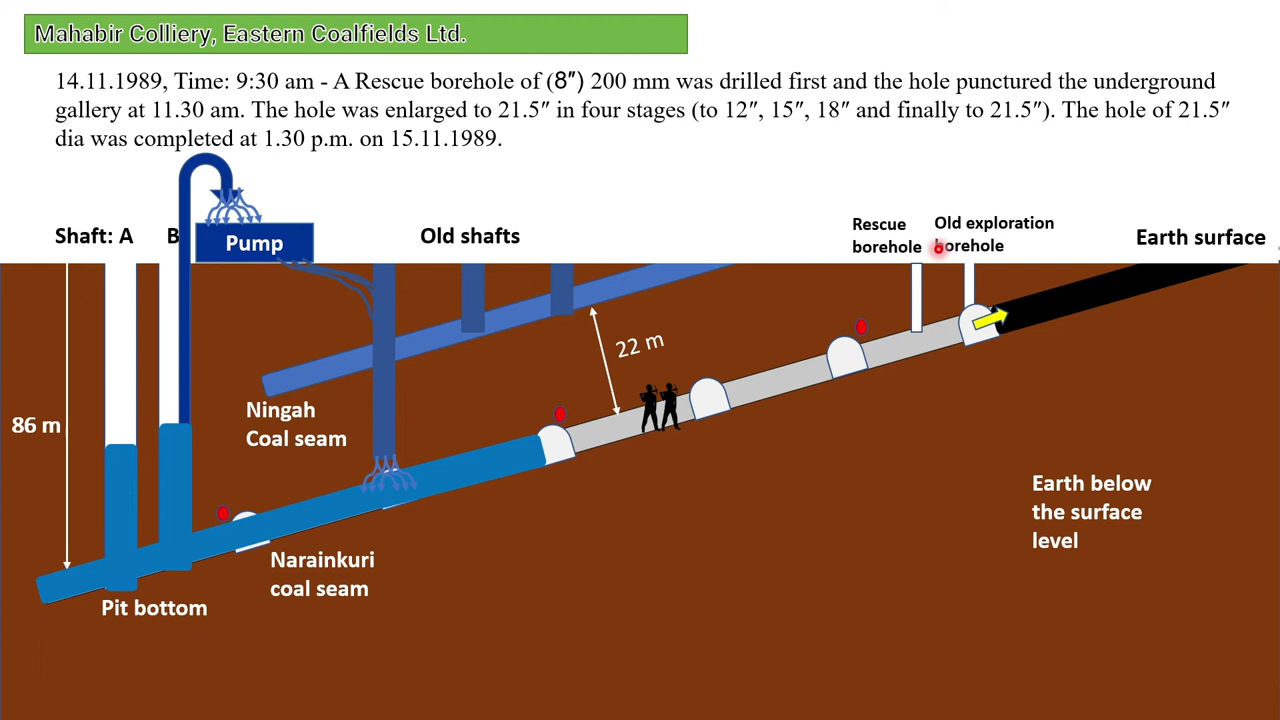 Mahabir Colliery, Eastern Coalfields Ltd.
14.11.1989, Time: 9:30 am - A Rescue borehole of (8″) 200 mm was drilled first and the hole punctured the underground
gallery at 11.30 am. The hole was enlarged to 21.5″ in four stages (to 12″, 15″, 18″ and finally to 21.5″). The hole of 21.5″
dia was completed at 1.30 p.m. on 15.11.1989.
Shaft: A
B
Pump
Old shafts
Rescue
borehole
Old exploration
borehole
Earth surface
22 m
86 m
Ningah
Coal seam
Narainkuri
coal seam
Pit bottom
Earth below
the surface
level